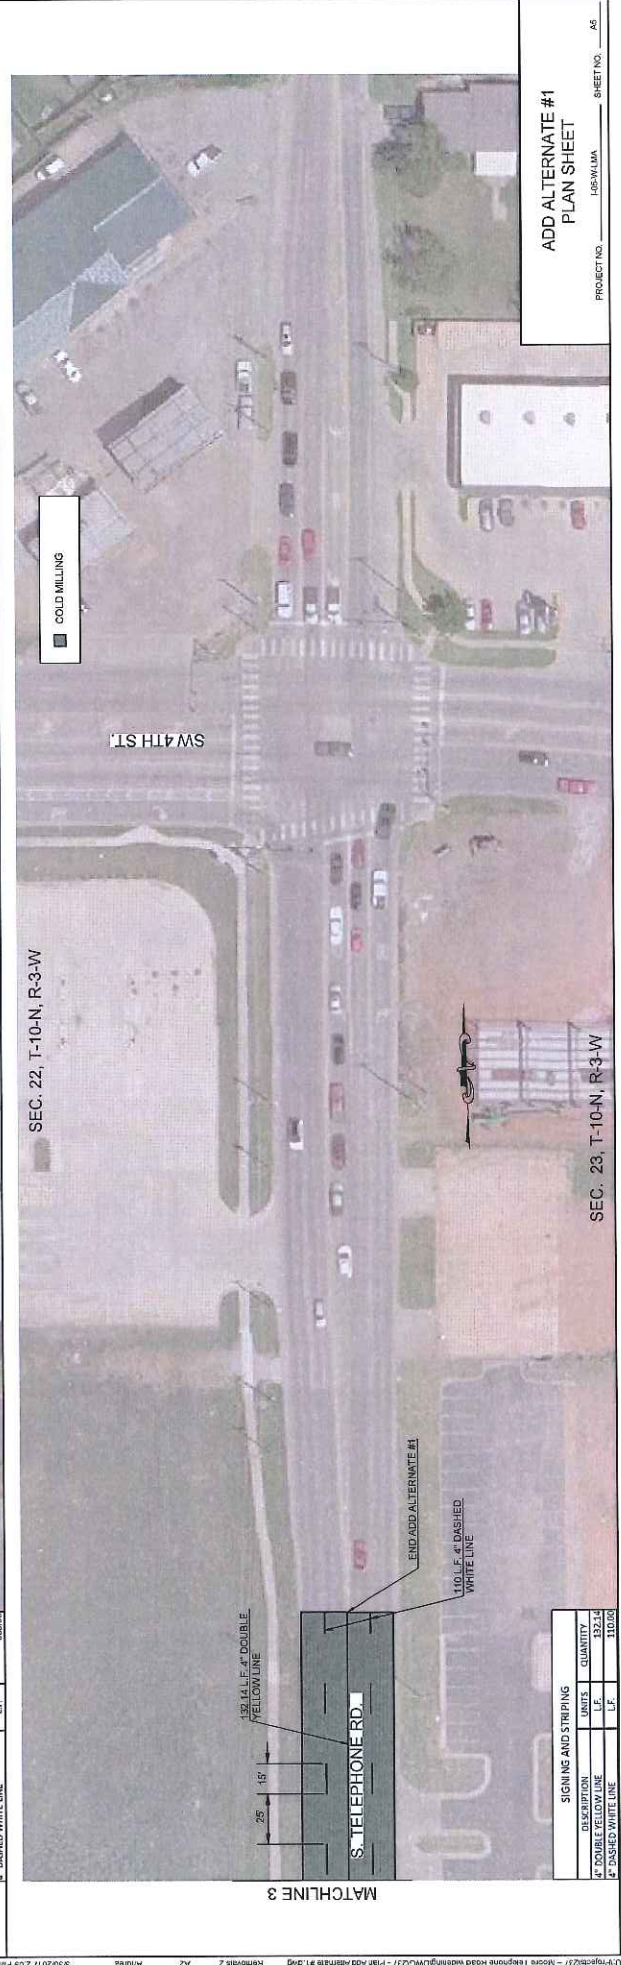 ADD ALTERNATE #1
PLAN SHEET
PROJECT NO. I-05-W-LMA SHEET NO. A5
COLD MILLING
SW 4TH ST.
SEC. 22, T-10-N, R-3-W
SEC. 23, T-10-N, R-3-W
END ADD ALTERNATE #1
110 L.F. 4" DASHED
WHITE LINE
132.14 L.F. 4" DOUBLE
YELLOW LINE
15'
25'
S. TELEPHONE RD.
MATCHLINE 3
SIGNING AND STRIPING
DESCRIPTION UNITS QUANTITY
4" DOUBLE YELLOW LINE L.F. 132.14
4" DASHED WHITE LINE L.F. 110.00